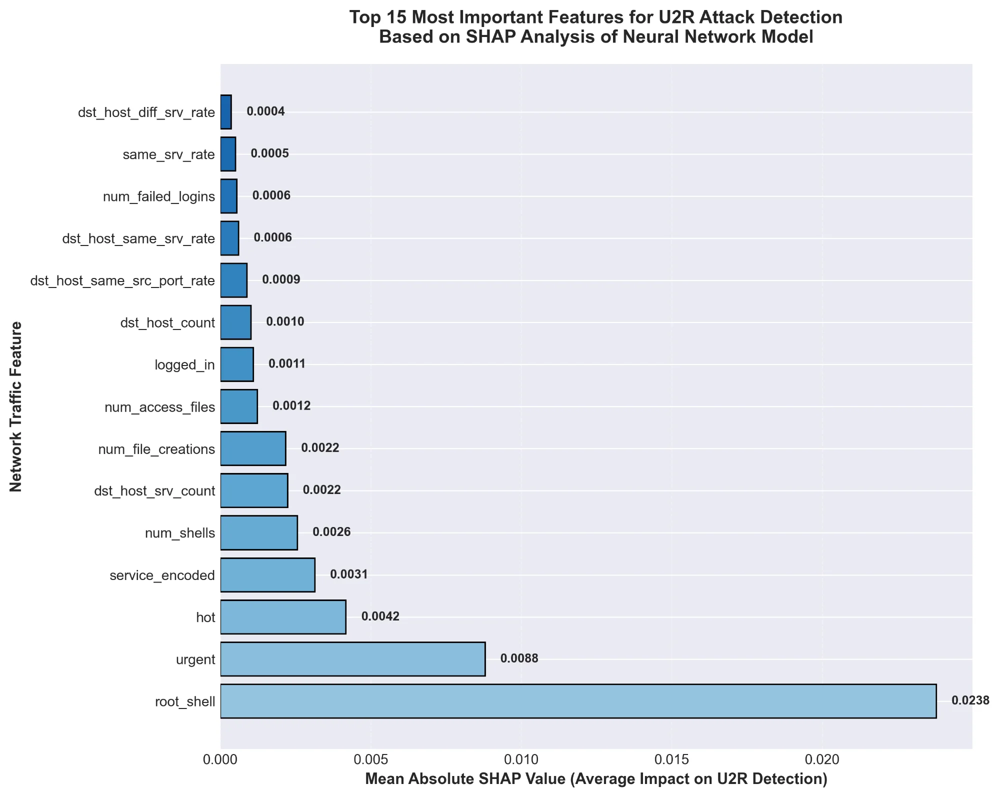 Top 15 Most Important Features for U2R Attack Detection
Based on SHAP Analysis of Neural Network Model
Network Traffic Feature
dst_host_diff_srv_rate 0.0004
same_srv_rate 0.0005
num_failed_logins 0.0006
dst_host_same_srv_rate 0.0006
dst_host_same_src_port_rate 0.0009
dst_host_count 0.0010
logged_in 0.0011
num_access_files 0.0012
num_file_creations 0.0022
dst_host_srv_count 0.0022
num_shells 0.0026
service_encoded 0.0031
hot 0.0042
urgent 0.0088
root_shell 0.0238
0.000 0.005 0.010 0.015 0.020
Mean Absolute SHAP Value (Average Impact on U2R Detection)